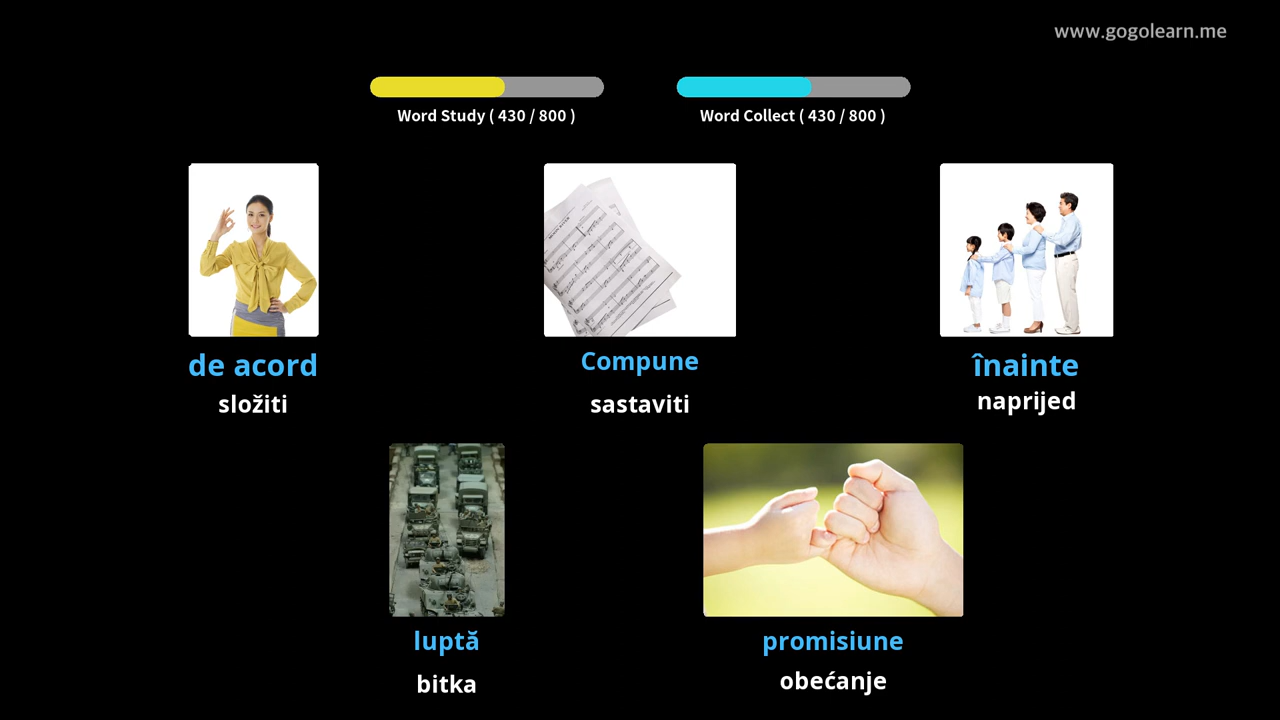 www.gogolearn.me
Word Study ( 430 / 800 )
Word Collect ( 430 / 800 )
de acord
složiti
Compune
sastaviti
înainte
naprijed
luptă
bitka
promisiune
obećanje